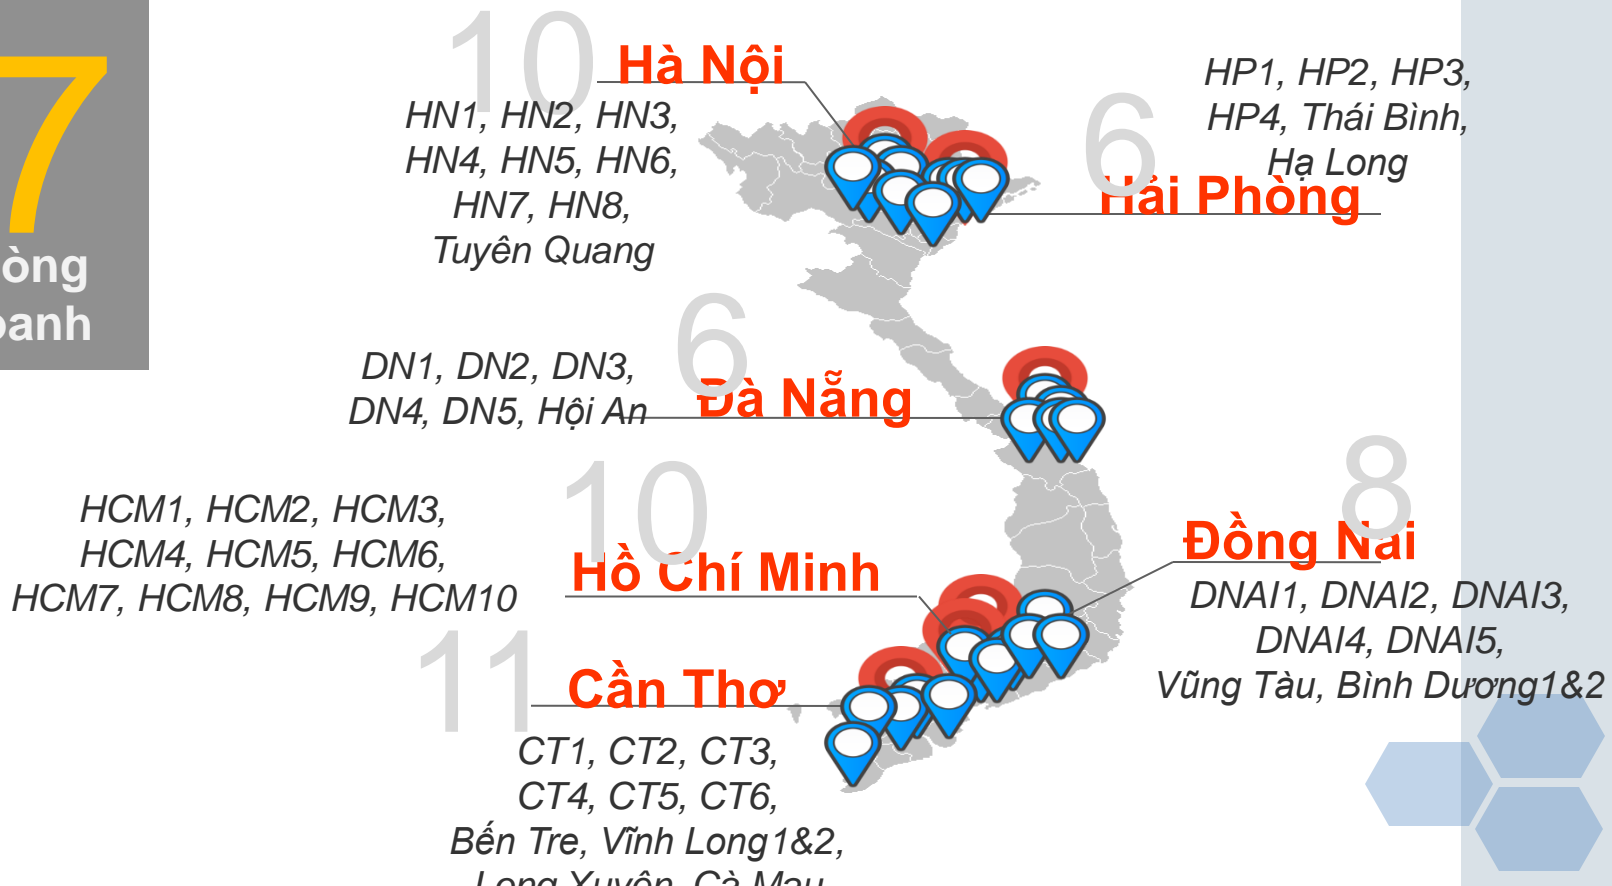 7
òng
oanh
10
Hà Nội
HN1, HN2, HN3,
HN4, HN5, HN6,
HN7, HN8,
Tuyên Quang
HP1, HP2, HP3,
HP4, Thái Bình,
Hạ Long
6
Hải Phòng
6
DN1, DN2, DN3,
DN4, DN5, Hội An
Đà Nẵng
10
HCM1, HCM2, HCM3,
HCM4, HCM5, HCM6,
HCM7, HCM8, HCM9, HCM10
Hồ Chí Minh
8
Đồng Nai
DNAI1, DNAI2, DNAI3,
DNAI4, DNAI5,
Vũng Tàu, Bình Dương1&2
11
Cần Thơ
CT1, CT2, CT3,
CT4, CT5, CT6,
Bến Tre, Vĩnh Long1&2,
Long Xuyên, Cà Mau